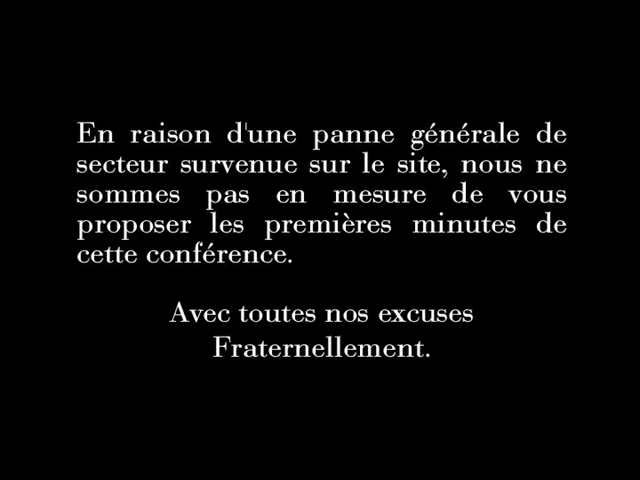 En raison d'une panne générale de
secteur survenue sur le site, nous ne
sommes pas en mesure de vous
proposer les premières minutes de
cette conférence.
Avec toutes nos excuses
Fraternellement.